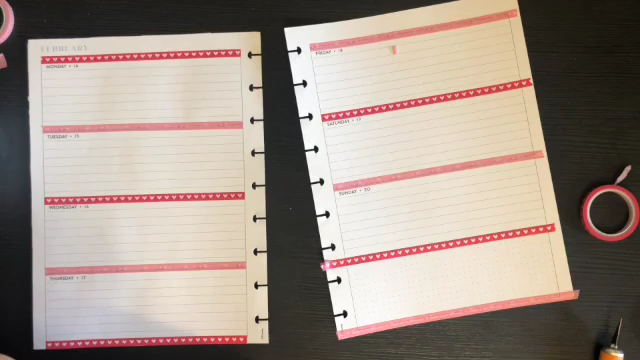 FEBRUARY
MONDAY • 14
TUESDAY • 15
WEDNESDAY • 16
THURSDAY • 17
FRIDAY • 18
SATURDAY • 19
SUNDAY • 20